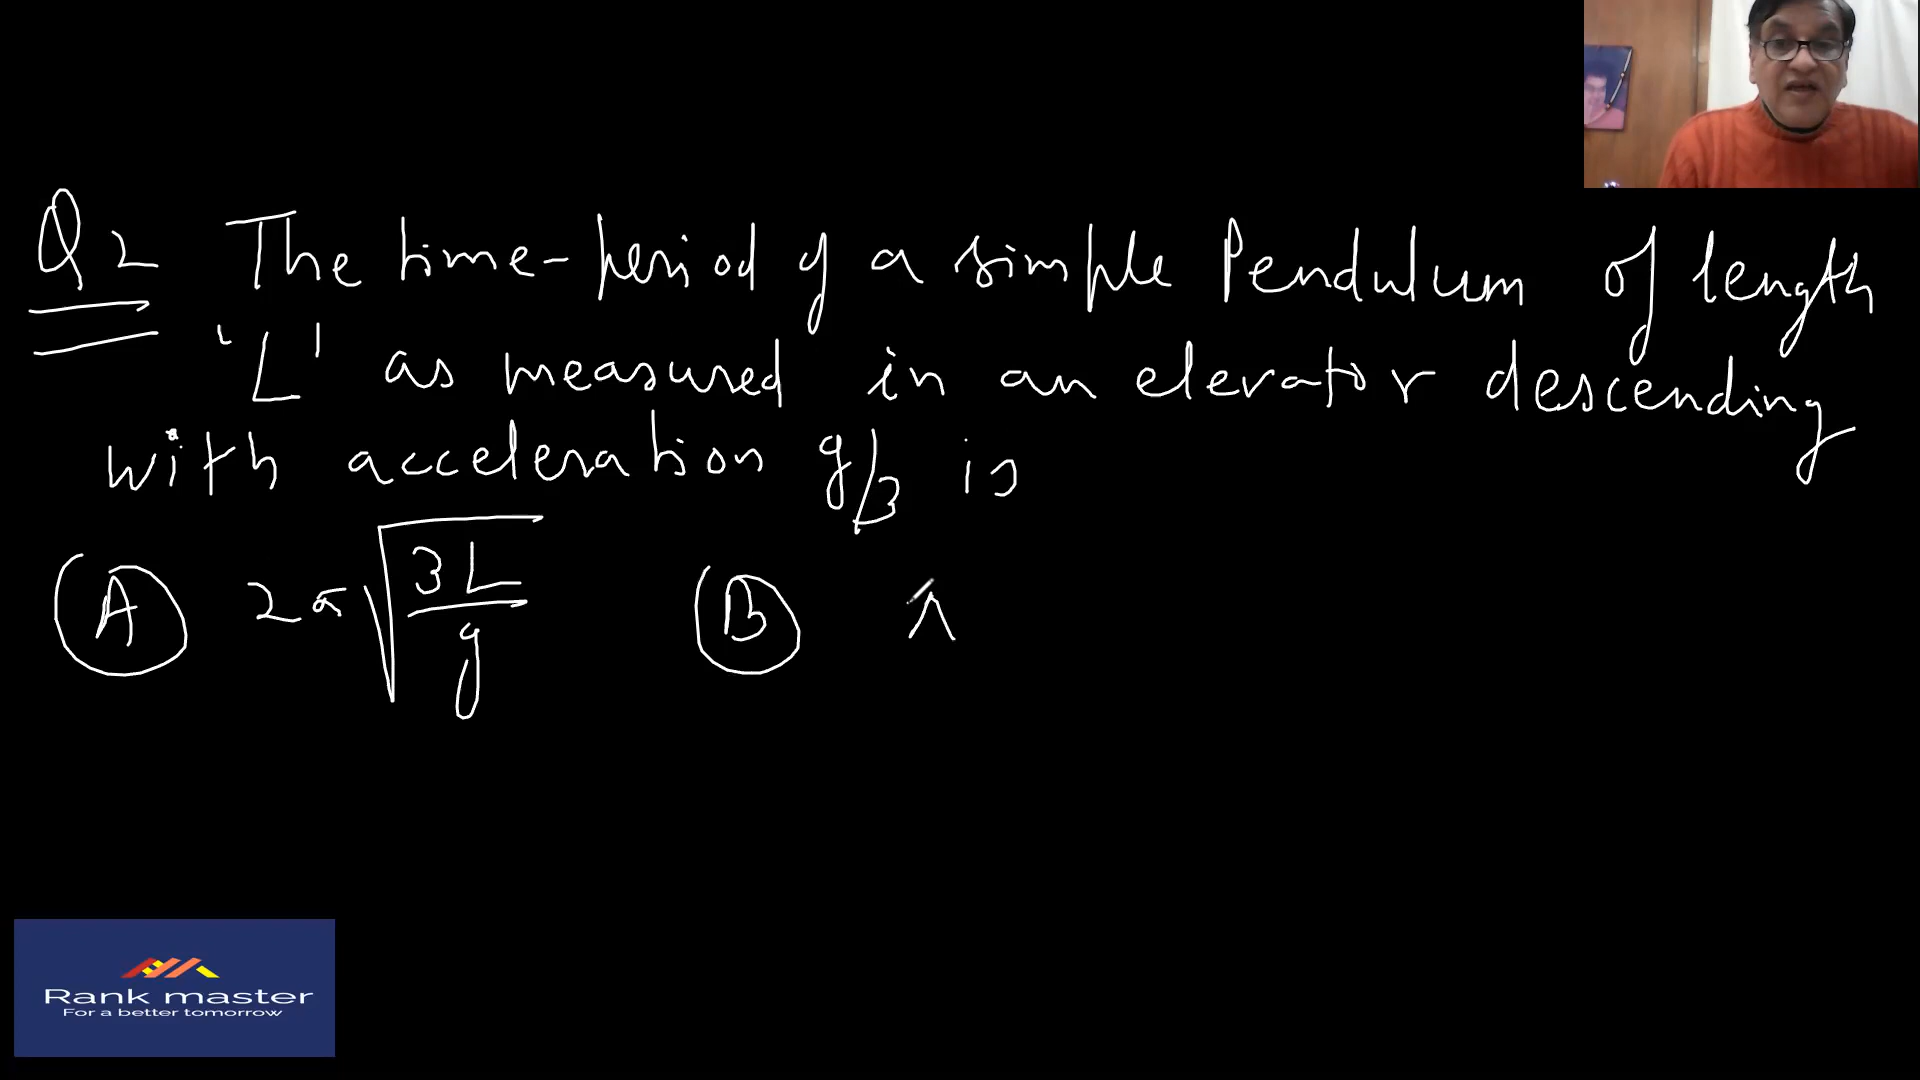 Q2 The time-period of a simple Pendulum of length
'L' as measured in an elevator descending
with acceleration g/3 is
(A) 2π√(3L/g) (B) π
Rank master
For a better tomorrow